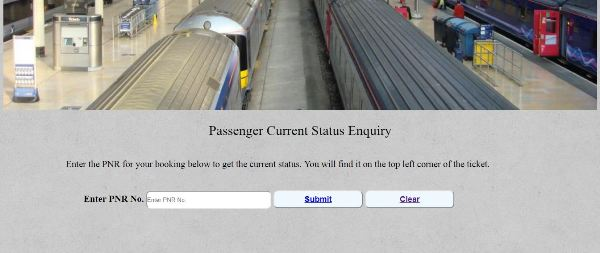 Passenger Current Status Enquiry
Enter the PNR for your booking below to get the current status. You will find it on the top left corner of the ticket.
Enter PNR No. Enter PNR No Submit Clear